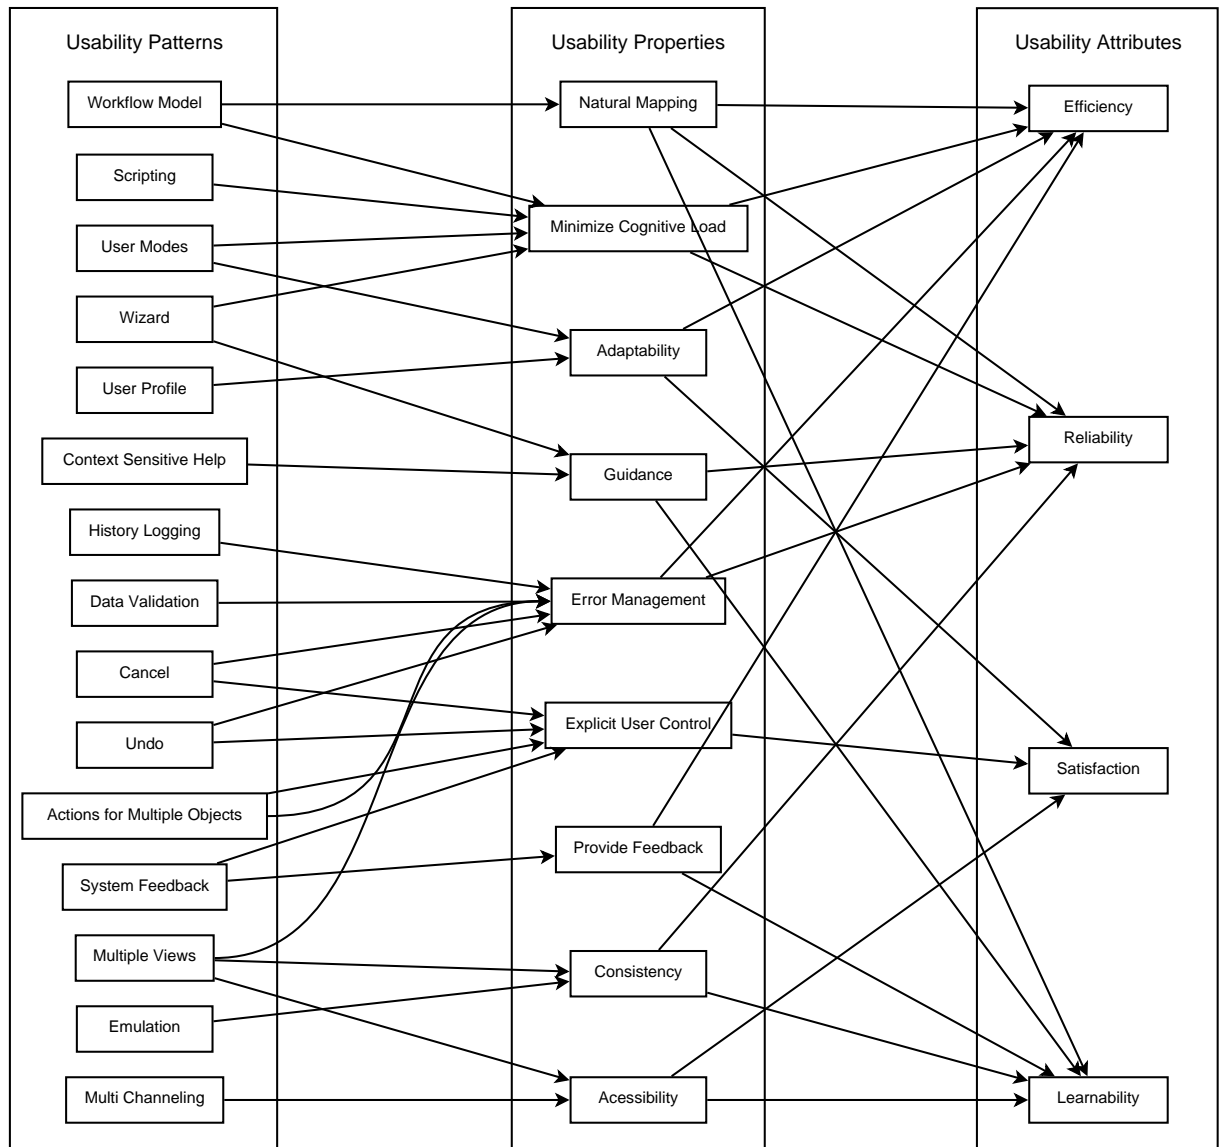 Usability Patterns
Workflow Model
Scripting
User Modes
Wizard
User Profile
Context Sensitive Help
History Logging
Data Validation
Cancel
Undo
Actions for Multiple Objects
System Feedback
Multiple Views
Emulation
Multi Channeling
Usability Properties
Natural Mapping
Minimize Cognitive Load
Adaptability
Guidance
Error Management
Explicit User Control
Provide Feedback
Consistency
Acessibility
Usability Attributes
Efficiency
Reliability
Satisfaction
Learnability